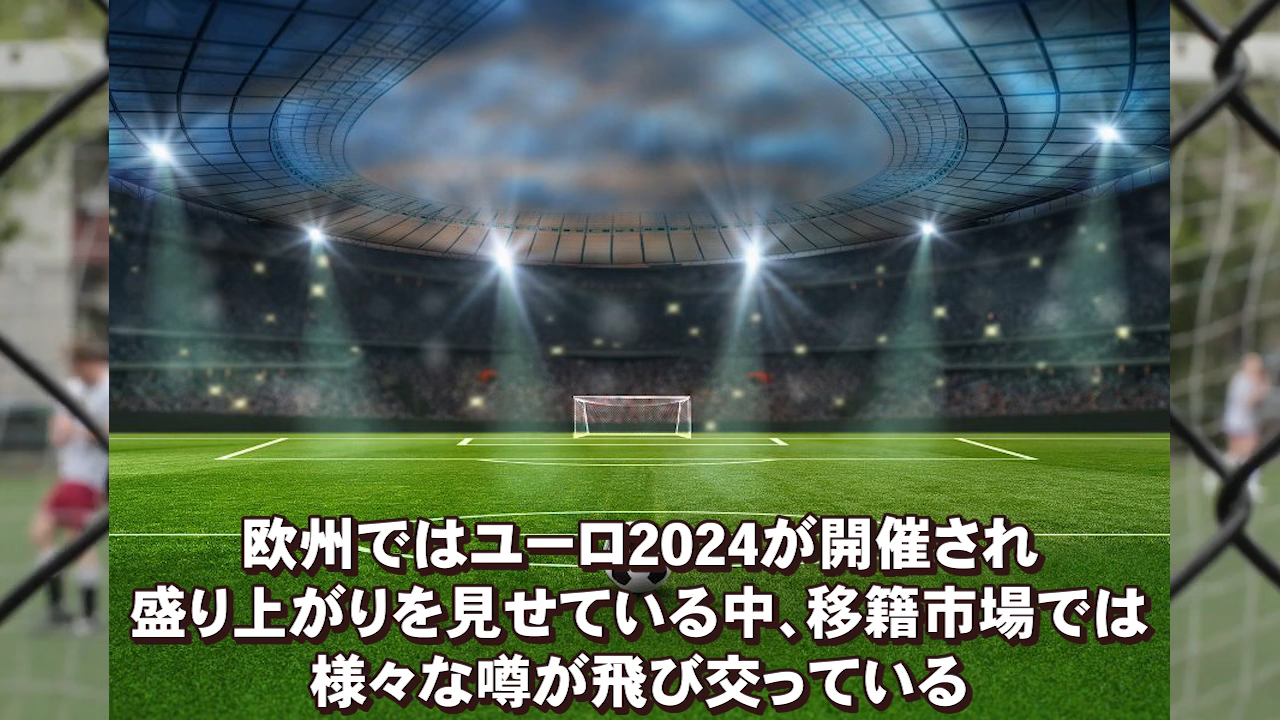 欧州ではユーロ2024が開催され
盛り上がりを見せている中、移籍市場では
様々な噂が飛び交っている